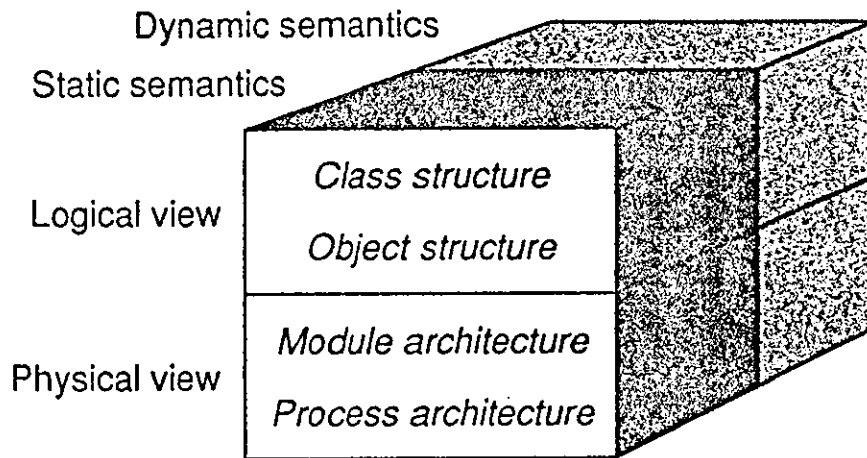 Dynamic semantics
Static semantics
Logical view
Class structure
Object structure
Physical view
Module architecture
Process architecture